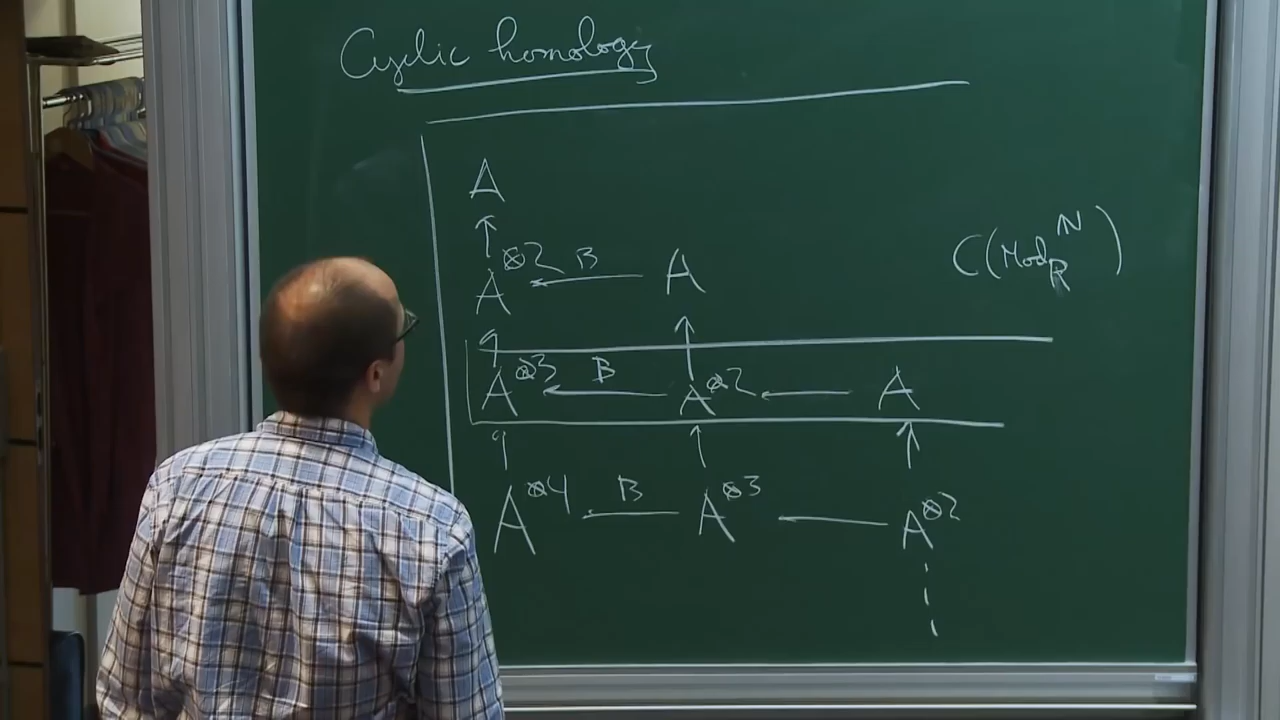 Cyclic homology
A
↑
A^{⊗2} ←B— A C(Mod_R^ℕ)
↑ ↑
A^{⊗3} ←B— A^{⊗2} ← A
↑ ↑ ↑
A^{⊗4} ←B— A^{⊗3} ← A^{⊗2}